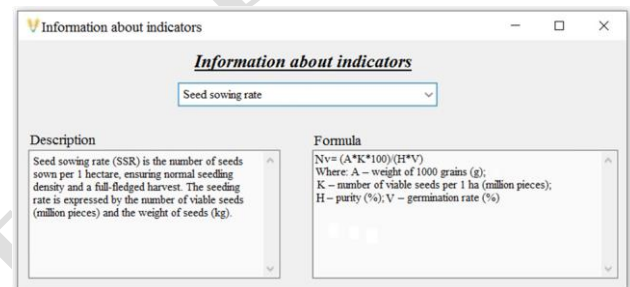 Information about indicators
Information about indicators
Seed sowing rate
Description
Seed sowing rate (SSR) is the number of seeds
sown per 1 hectare, ensuring normal seedling
density and a full-fledged harvest. The seeding
rate is expressed by the number of viable seeds
(million pieces) and the weight of seeds (kg).
Formula
Nv= (A*K*100)/(H*V)
Where: A – weight of 1000 grains (g);
K – number of viable seeds per 1 ha (million pieces);
H – purity (%); V – germination rate (%)